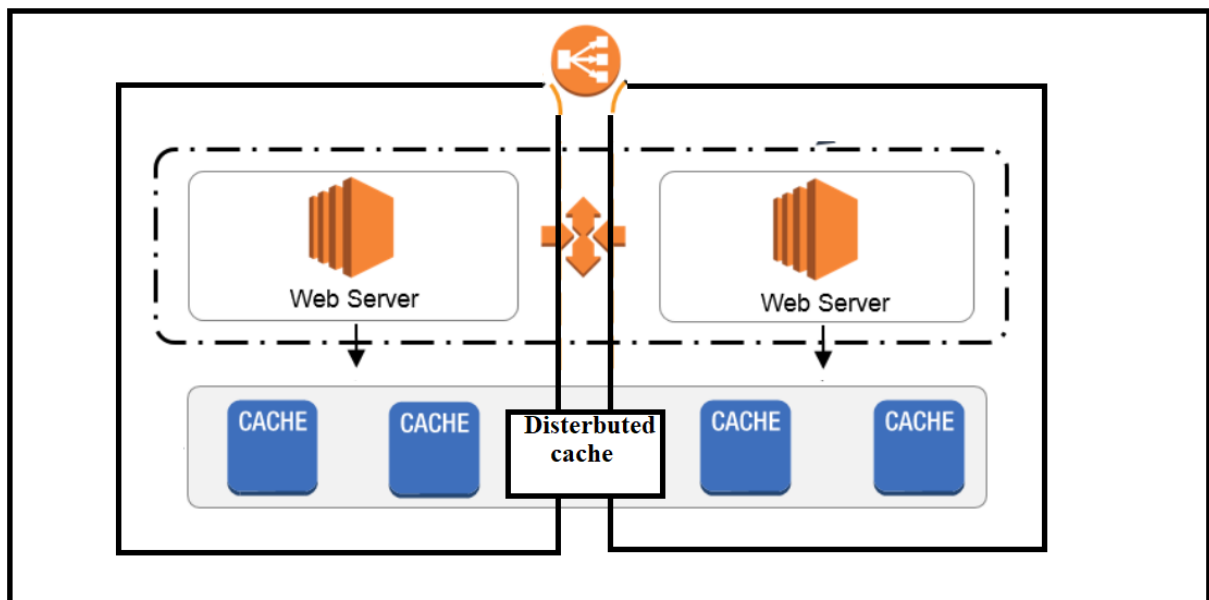 Web Server
Web Server
CACHE
CACHE
Disterbuted
cache
CACHE
CACHE